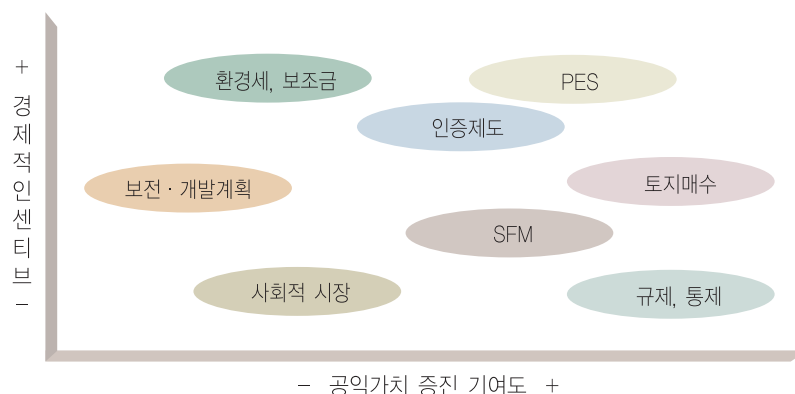 환경세, 보조금
PES
인증제도
보전 · 개발계획
토지매수
SFM
사회적 시장
규제, 통제
+ 경제적인센티브 -
- 공익가치 증진 기여도 +